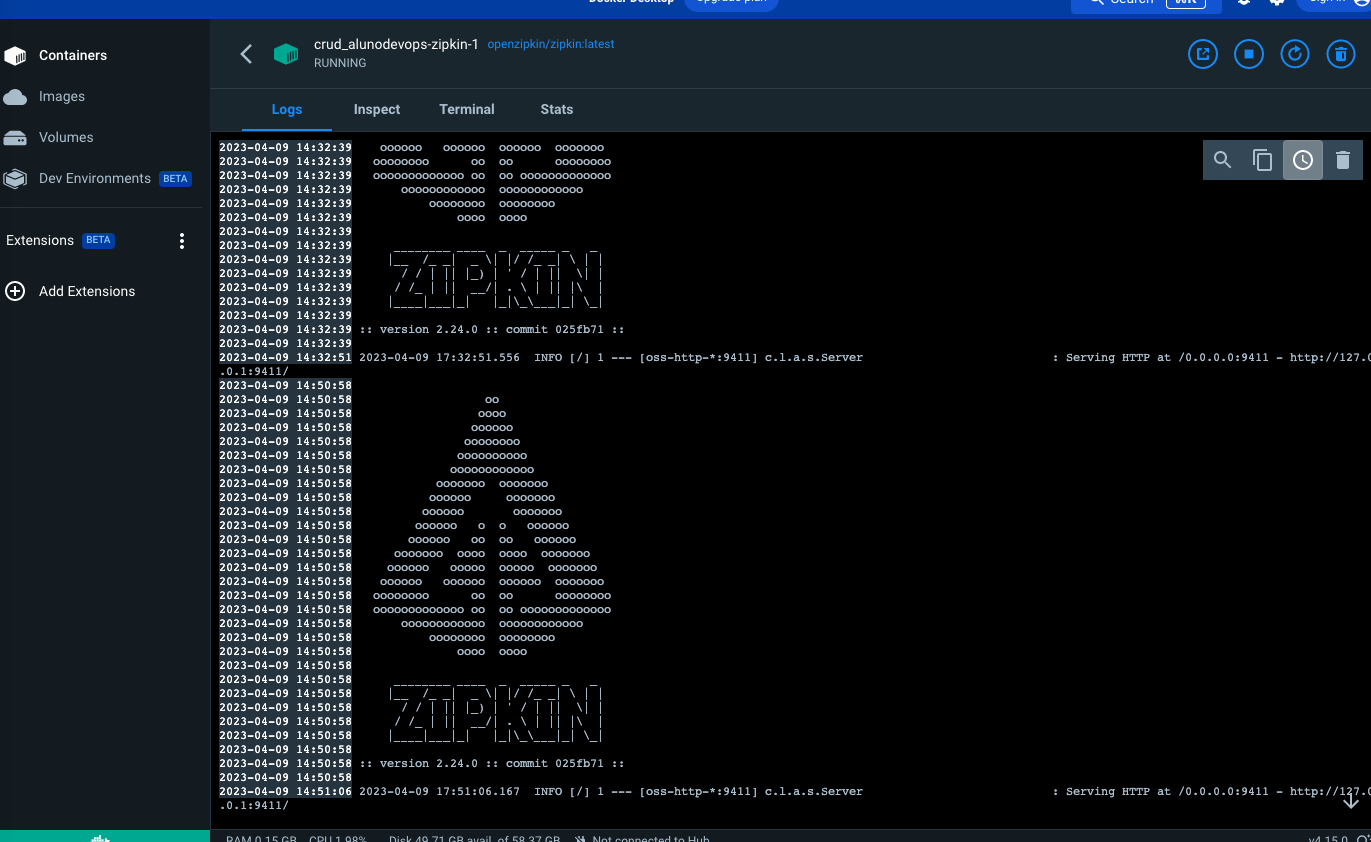 Docker Desktop Upgrade plan Search ⌘K Sign in
Containers
Images
Volumes
Dev Environments BETA
Extensions BETA
Add Extensions
crud_alunodevops-zipkin-1 openzipkin/zipkin:latest
RUNNING
Logs Inspect Terminal Stats
2023-04-09 14:32:39    oooooo   oooooo  oooooo  ooooooo
2023-04-09 14:32:39   oooooooo      oo  oo      oooooooo
2023-04-09 14:32:39   ooooooooooooo oo  oo ooooooooooooo
2023-04-09 14:32:39       oooooooooooo  oooooooooooo
2023-04-09 14:32:39           oooooooo  oooooooo
2023-04-09 14:32:39               oooo  oooo
2023-04-09 14:32:39
2023-04-09 14:32:39      ________ ____  _  _____ _   _
2023-04-09 14:32:39     |__  /_ _|  _ \| |/ /_ _| \ | |
2023-04-09 14:32:39       / / | || |_) | ' / | ||  \| |
2023-04-09 14:32:39      / /_ | ||  __/| . \ | || |\  |
2023-04-09 14:32:39     |____|___|_|   |_|\_\___|_| \_|
2023-04-09 14:32:39
2023-04-09 14:32:39 :: version 2.24.0 :: commit 025fb71 ::
2023-04-09 14:32:39
2023-04-09 14:32:51 2023-04-09 17:32:51.556  INFO [/] 1 --- [oss-http-*:9411] c.l.a.s.Server                           : Serving HTTP at /0.0.0.0:9411 - http://127.0
.0.1:9411/
2023-04-09 14:50:58
2023-04-09 14:50:58                   oo
2023-04-09 14:50:58                  oooo
2023-04-09 14:50:58                 oooooo
2023-04-09 14:50:58                oooooooo
2023-04-09 14:50:58               oooooooooo
2023-04-09 14:50:58              oooooooooooo
2023-04-09 14:50:58            ooooooo  ooooooo
2023-04-09 14:50:58           oooooo     ooooooo
2023-04-09 14:50:58          oooooo       ooooooo
2023-04-09 14:50:58         oooooo   o  o   oooooo
2023-04-09 14:50:58        oooooo   oo  oo   oooooo
2023-04-09 14:50:58      ooooooo  oooo  oooo  ooooooo
2023-04-09 14:50:58     oooooo   ooooo  ooooo  ooooooo
2023-04-09 14:50:58    oooooo   oooooo  oooooo  ooooooo
2023-04-09 14:50:58   oooooooo      oo  oo      oooooooo
2023-04-09 14:50:58   ooooooooooooo oo  oo ooooooooooooo
2023-04-09 14:50:58       oooooooooooo  oooooooooooo
2023-04-09 14:50:58           oooooooo  oooooooo
2023-04-09 14:50:58               oooo  oooo
2023-04-09 14:50:58
2023-04-09 14:50:58      ________ ____  _  _____ _   _
2023-04-09 14:50:58     |__  /_ _|  _ \| |/ /_ _| \ | |
2023-04-09 14:50:58       / / | || |_) | ' / | ||  \| |
2023-04-09 14:50:58      / /_ | ||  __/| . \ | || |\  |
2023-04-09 14:50:58     |____|___|_|   |_|\_\___|_| \_|
2023-04-09 14:50:58
2023-04-09 14:50:58 :: version 2.24.0 :: commit 025fb71 ::
2023-04-09 14:50:58
2023-04-09 14:51:06 2023-04-09 17:51:06.167  INFO [/] 1 --- [oss-http-*:9411] c.l.a.s.Server                           : Serving HTTP at /0.0.0.0:9411 - http://127.0
.0.1:9411/
RAM 0.15 GB CPU 1.98% Disk 49.71 GB avail. of 58.37 GB Not connected to Hub v4.15.0